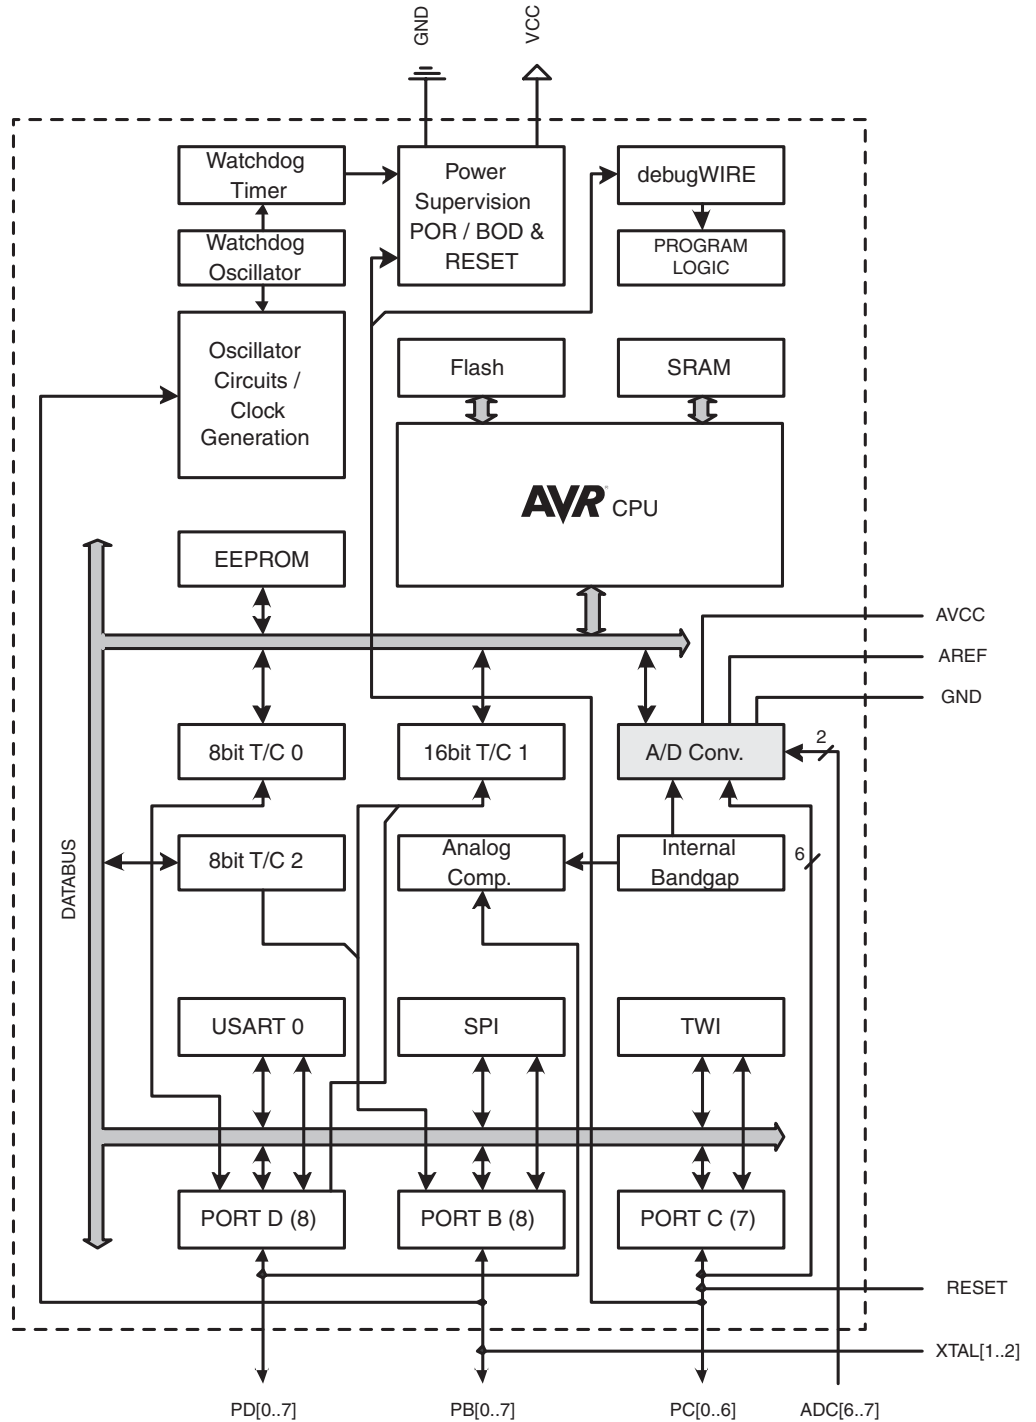 GND
VCC
Watchdog
Timer
Power
Supervision
POR / BOD &
RESET
debugWIRE
Watchdog
Oscillator
PROGRAM
LOGIC
Oscillator
Circuits /
Clock
Generation
Flash
SRAM
AVR CPU
EEPROM
AVCC
AREF
GND
8bit T/C 0
16bit T/C 1
A/D Conv.
2
DATABUS
8bit T/C 2
Analog
Comp.
Internal
Bandgap
6
USART 0
SPI
TWI
PORT D (8)
PORT B (8)
PORT C (7)
RESET
XTAL[1..2]
PD[0..7]
PB[0..7]
PC[0..6]
ADC[6..7]